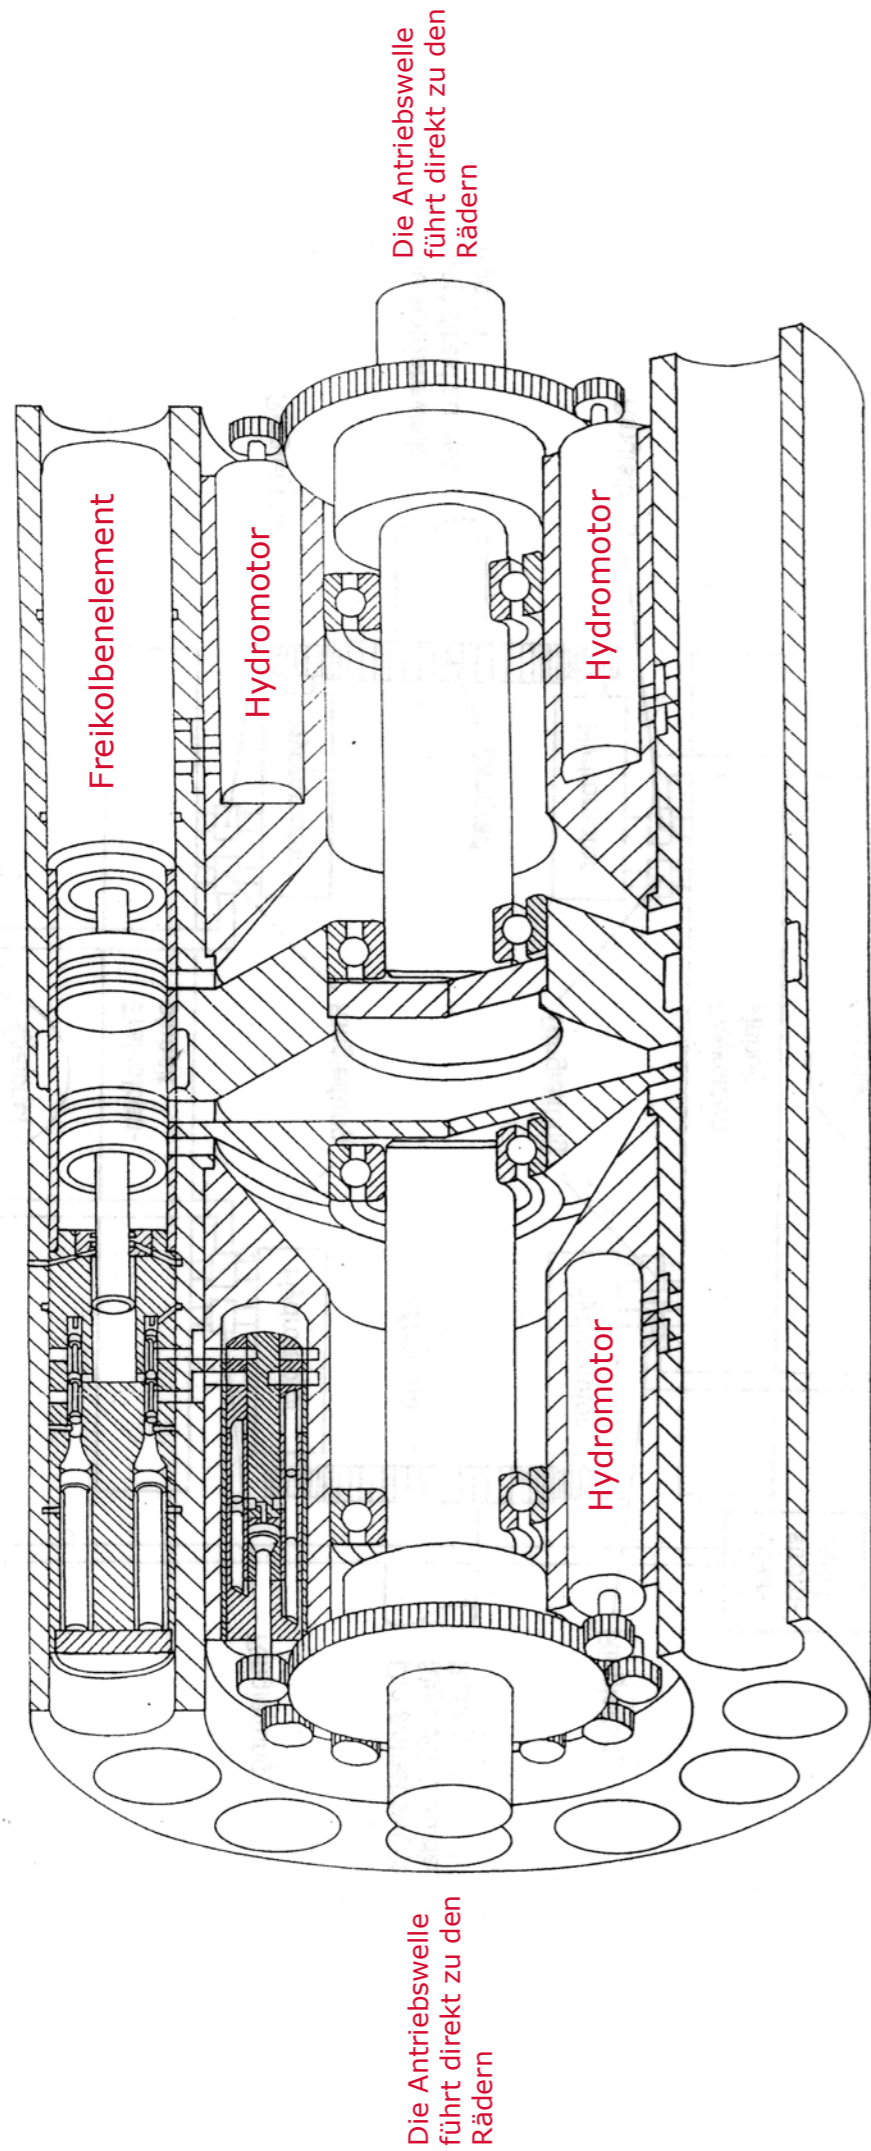 Die Antriebswelle
führt direkt zu den
Rädern
Freikolbenelement
Hydromotor
Hydromotor
Hydromotor
Die Antriebswelle
führt direkt zu den
Rädern